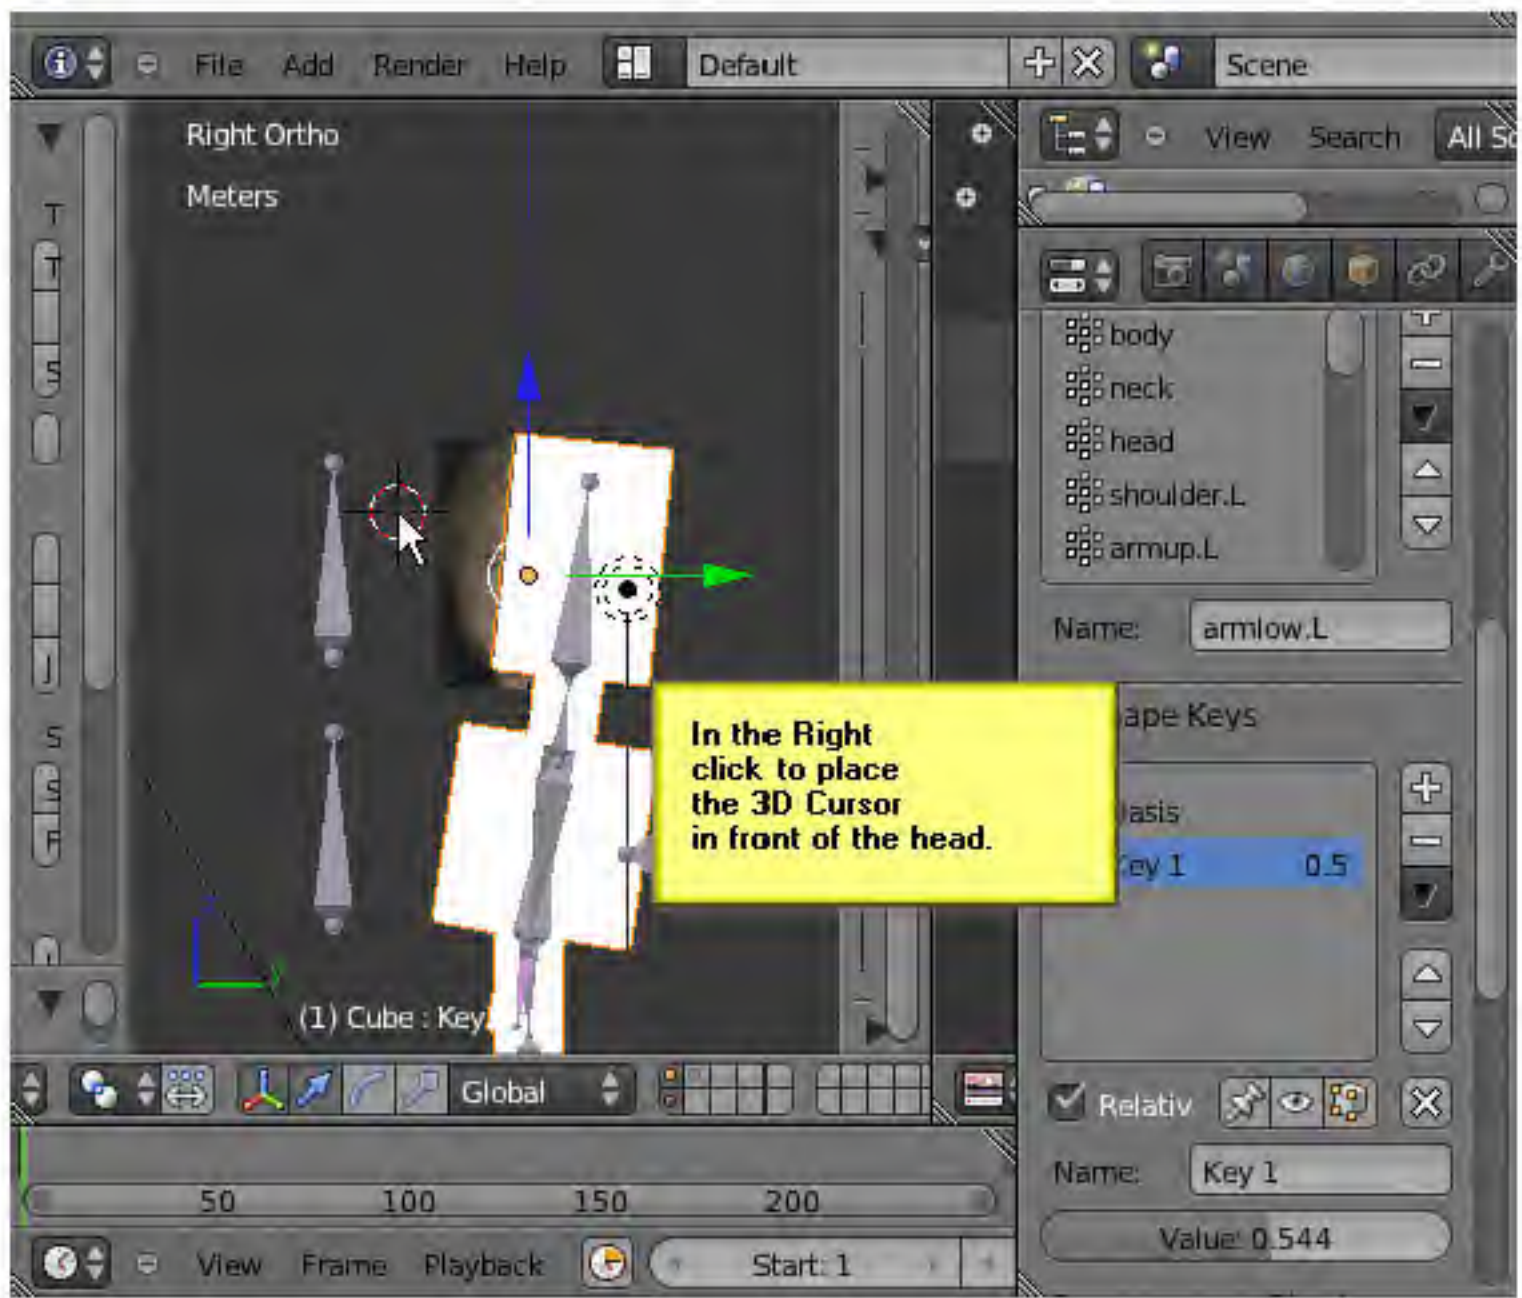 File Add Render Help Default Scene
Right Ortho
Meters
View Search All Sc
T
T
S
J
S
S
F
body
neck
head
shoulder.L
armup.L
Name: armlow.L
ape Keys
asis
ey 1 0.5
In the Right
click to place
the 3D Cursor
in front of the head.
(1) Cube : Key
Global
Relativ
Name: Key 1
Value: 0.544
50 100 150 200
View Frame Playback Start: 1